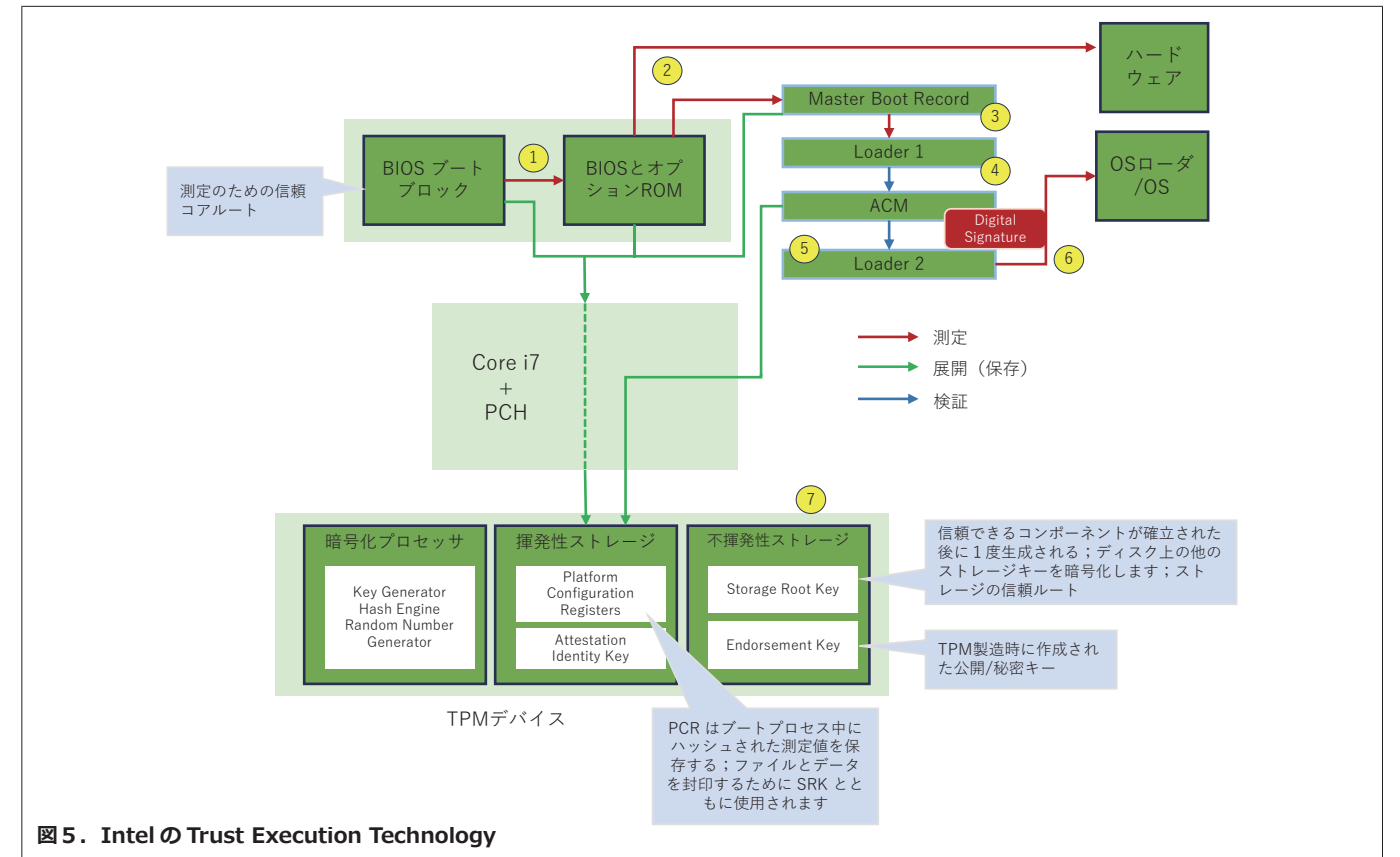 ハード
ウェア
2
Master Boot Record
3
BIOS ブート
ブロック
1
BIOSとオプ
ションROM
Loader 1
4
OSローダ
/OS
測定のための信頼
コアルート
ACM
Digital
Signature
5
Loader 2
6
Core i7
+
PCH
測定
展開（保存）
検証
7
暗号化プロセッサ
Key Generator
Hash Engine
Random Number
Generator
揮発性ストレージ
Platform
Configuration
Registers
Attestation
Identity Key
不揮発性ストレージ
Storage Root Key
Endorsement Key
信頼できるコンポーネントが確立された
後に１度生成される；ディスク上の他の
ストレージキーを暗号化します；スト
レージの信頼ルート
TPM製造時に作成され
た公開/秘密キー
TPMデバイス
PCR はブートプロセス中に
ハッシュされた測定値を保
存する；ファイルとデータ
を封印するために SRK とと
もに使用されます
図５．Intel の Trust Execution Technology